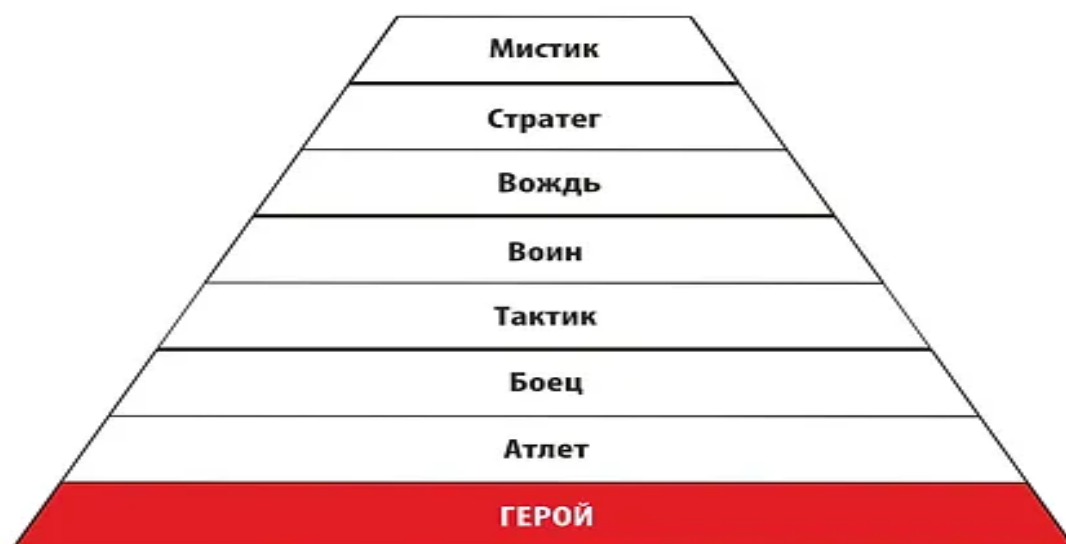 Мистик
Стратег
Вождь
Воин
Тактик
Боец
Атлет
ГЕРОЙ